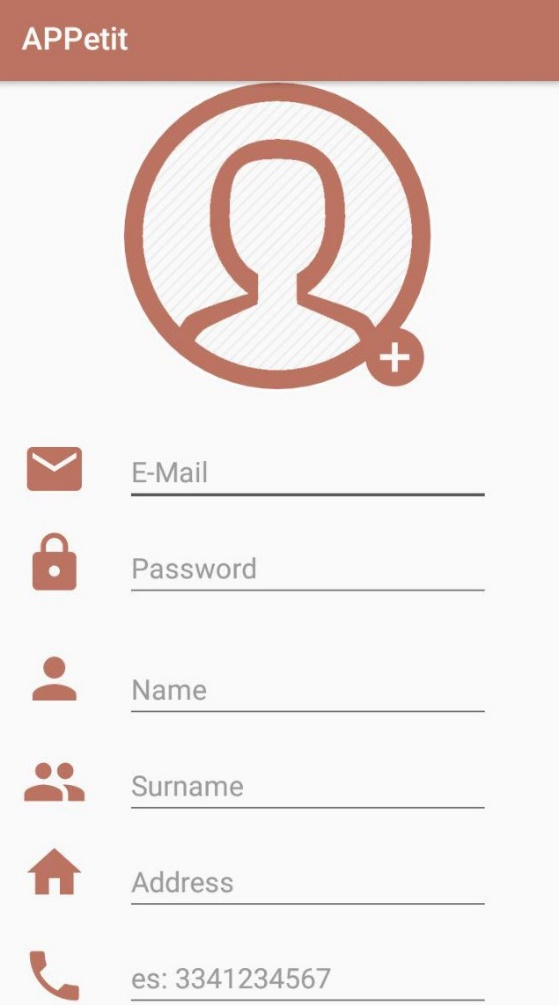 APPetit
E-Mail
Password
Name
Surname
Address
es: 3341234567